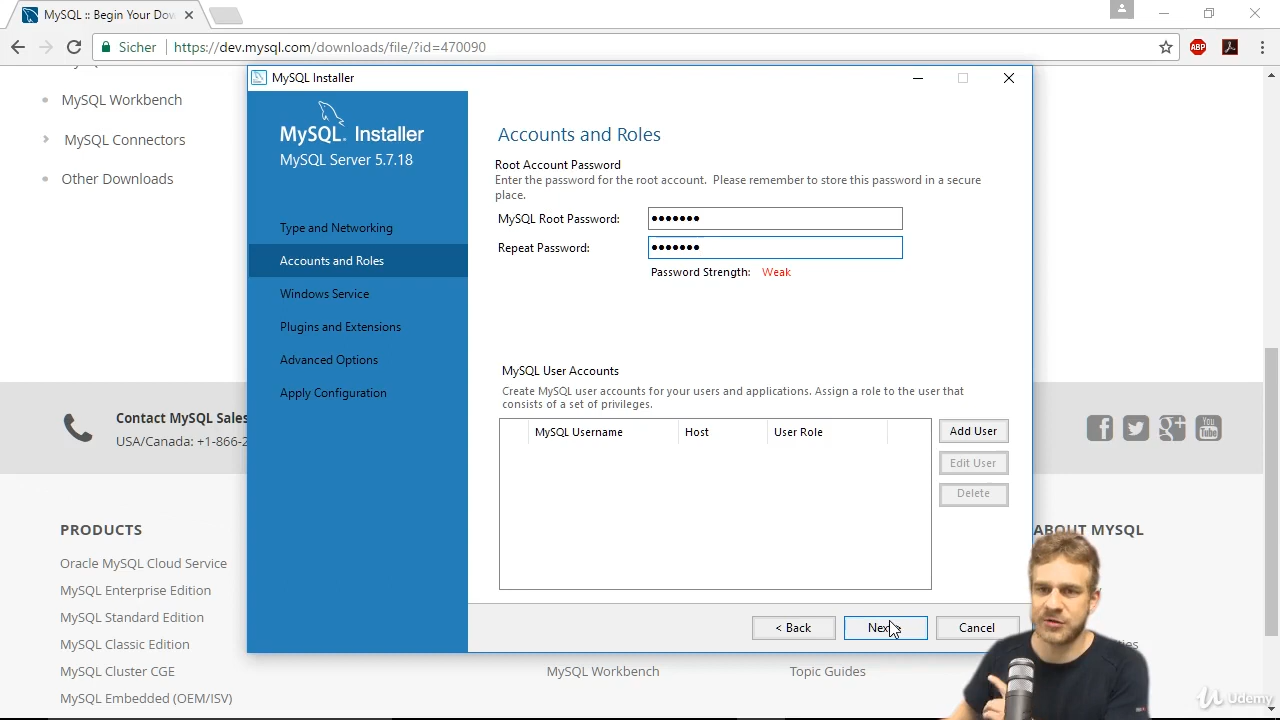 MySQL :: Begin Your Dow
Sicher
https://dev.mysql.com/downloads/file/?id=470090
ABP
MySQL Workbench
MySQL Connectors
Other Downloads
MySQL Installer
MySQL. Installer
MySQL Server 5.7.18
Type and Networking
Accounts and Roles
Windows Service
Plugins and Extensions
Advanced Options
Apply Configuration
Accounts and Roles
Root Account Password
Enter the password for the root account. Please remember to store this password in a secure
place.
MySQL Root Password:
Repeat Password:
Password Strength: Weak
MySQL User Accounts
Create MySQL user accounts for your users and applications. Assign a role to the user that
consists of a set of privileges.
MySQL Username
Host
User Role
Add User
Edit User
Delete
< Back
Next >
Cancel
Contact MySQL Sales
USA/Canada: +1-866-2
You
Tube
PRODUCTS
Oracle MySQL Cloud Service
MySQL Enterprise Edition
MySQL Standard Edition
MySQL Classic Edition
MySQL Cluster CGE
MySQL Embedded (OEM/ISV)
MySQL Workbench
Topic Guides
ABOUT MYSQL
Udemy